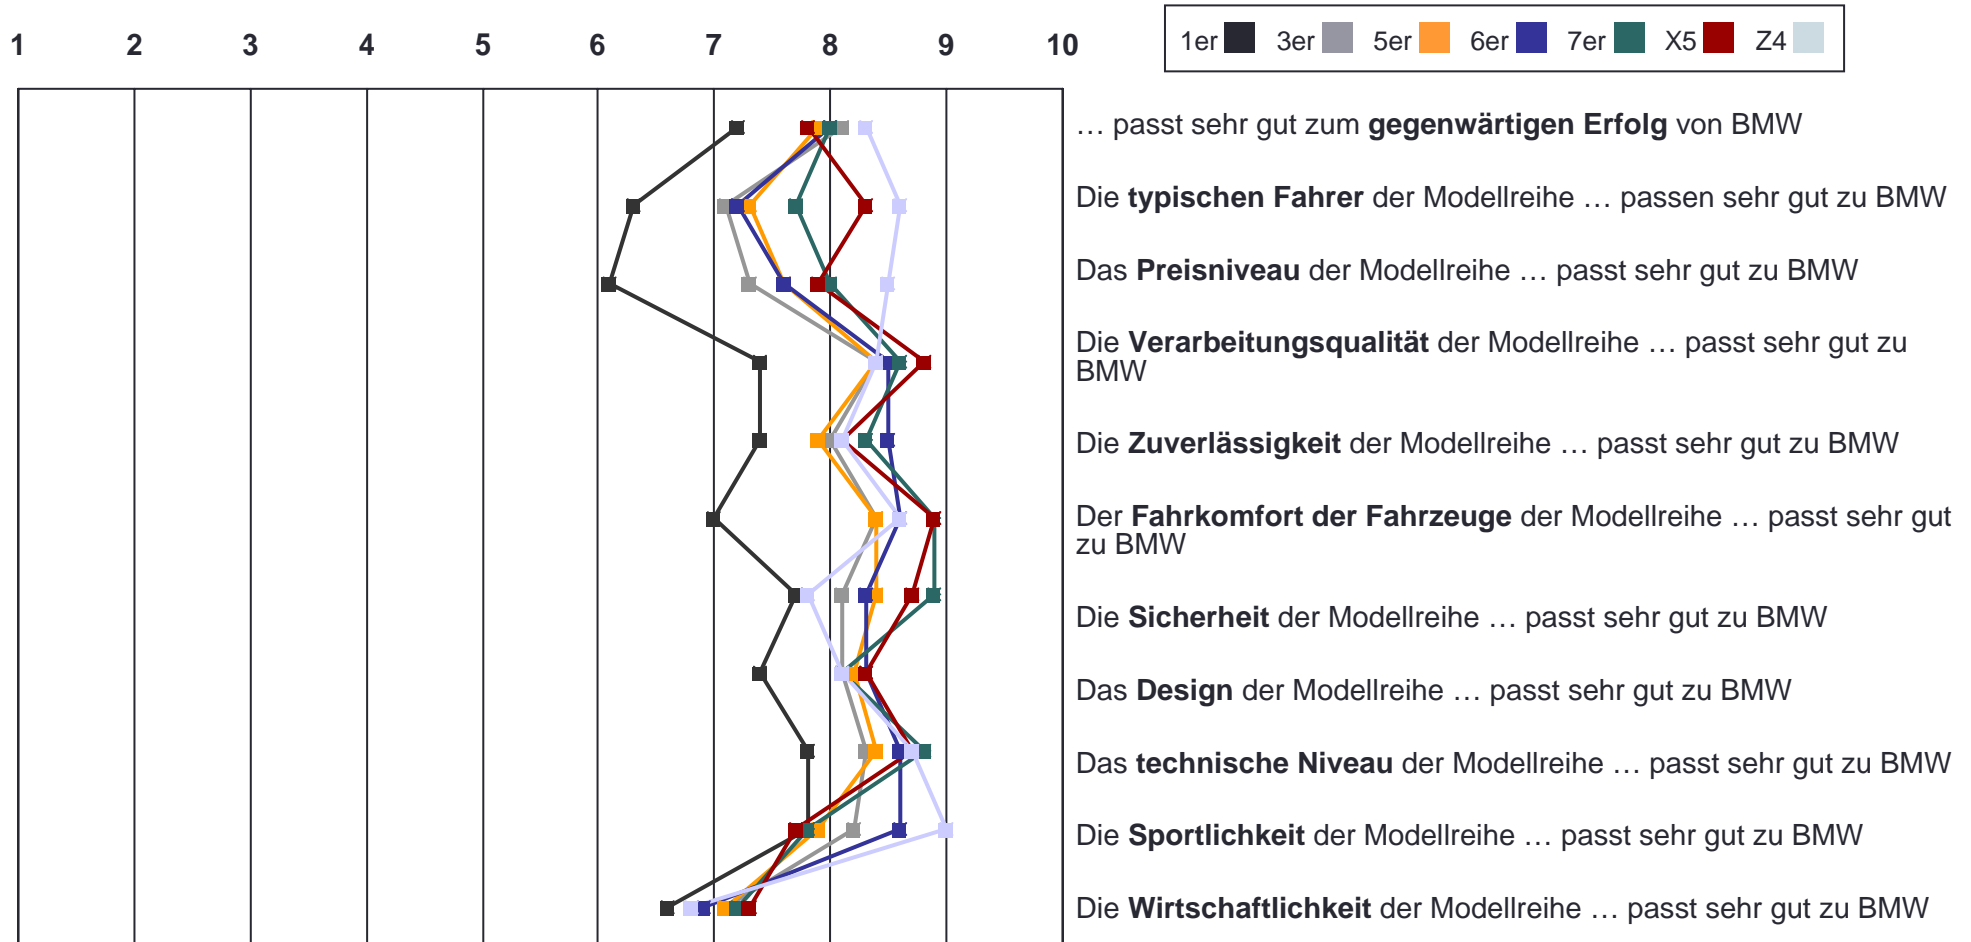 1 2 3 4 5 6 7 8 9 10
1er 3er 5er 6er 7er X5 Z4
… passt sehr gut zum gegenwärtigen Erfolg von BMW
Die typischen Fahrer der Modellreihe … passen sehr gut zu BMW
Das Preisniveau der Modellreihe … passt sehr gut zu BMW
Die Verarbeitungsqualität der Modellreihe … passt sehr gut zu
BMW
Die Zuverlässigkeit der Modellreihe … passt sehr gut zu BMW
Der Fahrkomfort der Fahrzeuge der Modellreihe … passt sehr gut
zu BMW
Die Sicherheit der Modellreihe … passt sehr gut zu BMW
Das Design der Modellreihe … passt sehr gut zu BMW
Das technische Niveau der Modellreihe … passt sehr gut zu BMW
Die Sportlichkeit der Modellreihe … passt sehr gut zu BMW
Die Wirtschaftlichkeit der Modellreihe … passt sehr gut zu BMW